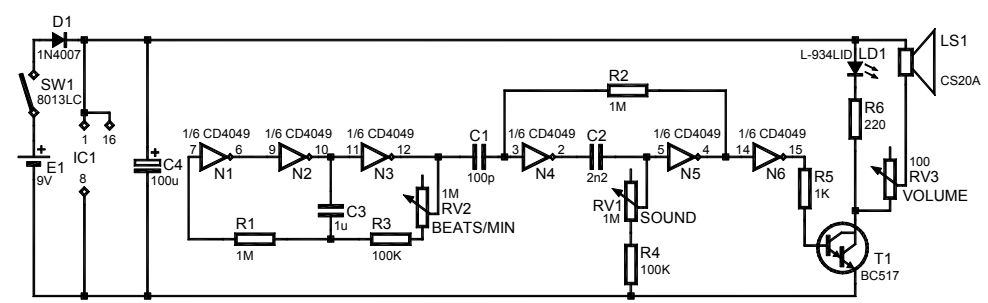 D1
1N4007
SW1
8013LC
+
E1
9V
1
16
IC1
8
+
C4
100u
1/6 CD4049
7
6
N1
1/6 CD4049
9
10
N2
1/6 CD4049
11
12
N3
R1
1M
C3
1u
R3
100K
1M
RV2
BEATS/MIN
C1
100p
R2
1M
1/6 CD4049
3
2
N4
C2
2n2
RV1
1M
SOUND
R4
100K
1/6 CD4049
5
4
N5
1/6 CD4049
14
15
N6
R5
1K
L-934LID
LD1
R6
220
LS1
CS20A
100
RV3
VOLUME
T1
BC517